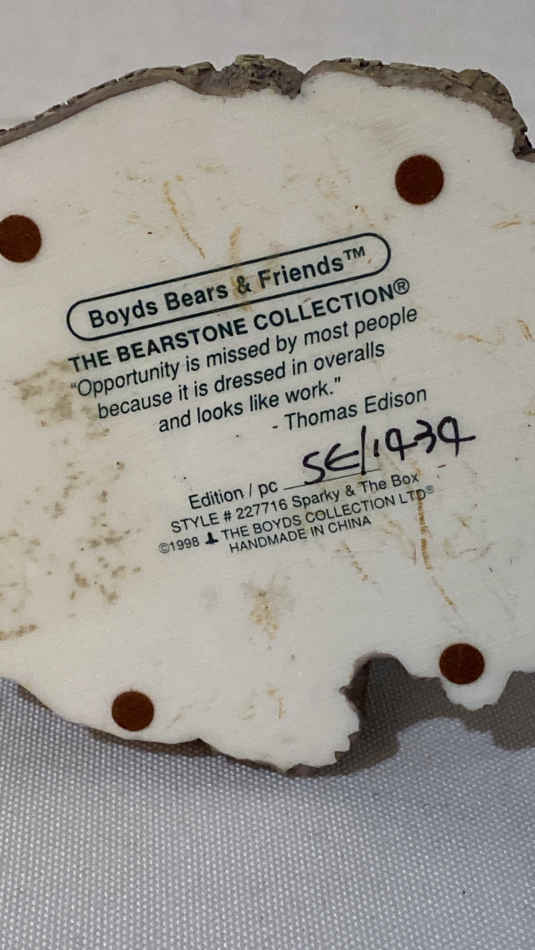 Boyds Bears & Friends™
THE BEARSTONE COLLECTION®
"Opportunity is missed by most people
because it is dressed in overalls
and looks like work."
- Thomas Edison
Edition / pc SE/1434
STYLE # 227716 Sparky & The Box
©1998 THE BOYDS COLLECTION LTD®
HANDMADE IN CHINA